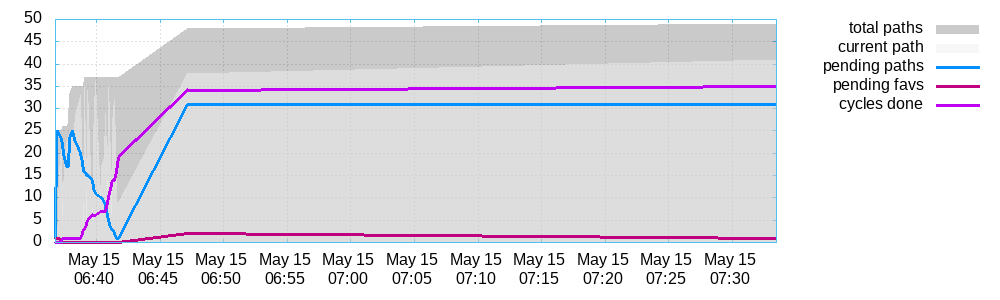 50
45
40
35
30
25
20
15
10
5
0
May 15 May 15 May 15 May 15 May 15 May 15 May 15 May 15 May 15 May 15 May 15
06:40 06:45 06:50 06:55 07:00 07:05 07:10 07:15 07:20 07:25 07:30
total paths
current path
pending paths
pending favs
cycles done